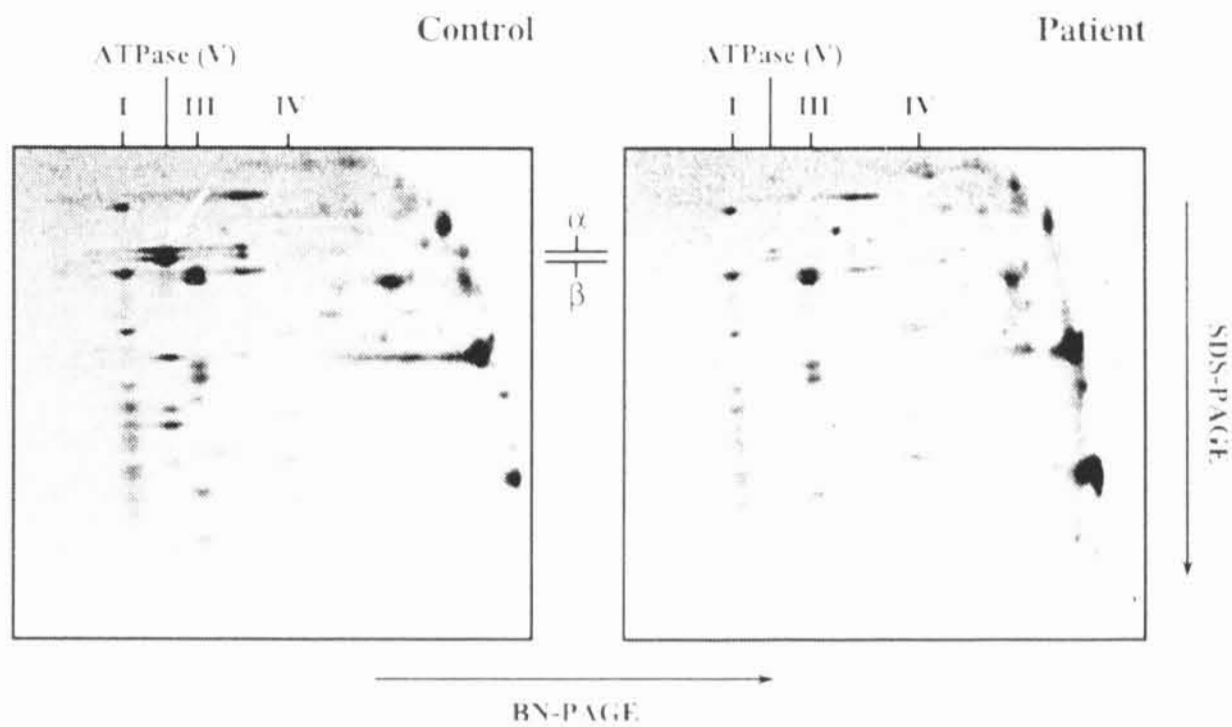 Control
ATPase (V)
I III IV
Patient
ATPase (V)
I III IV
α
β
SDS-PAGE
BN-PAGE